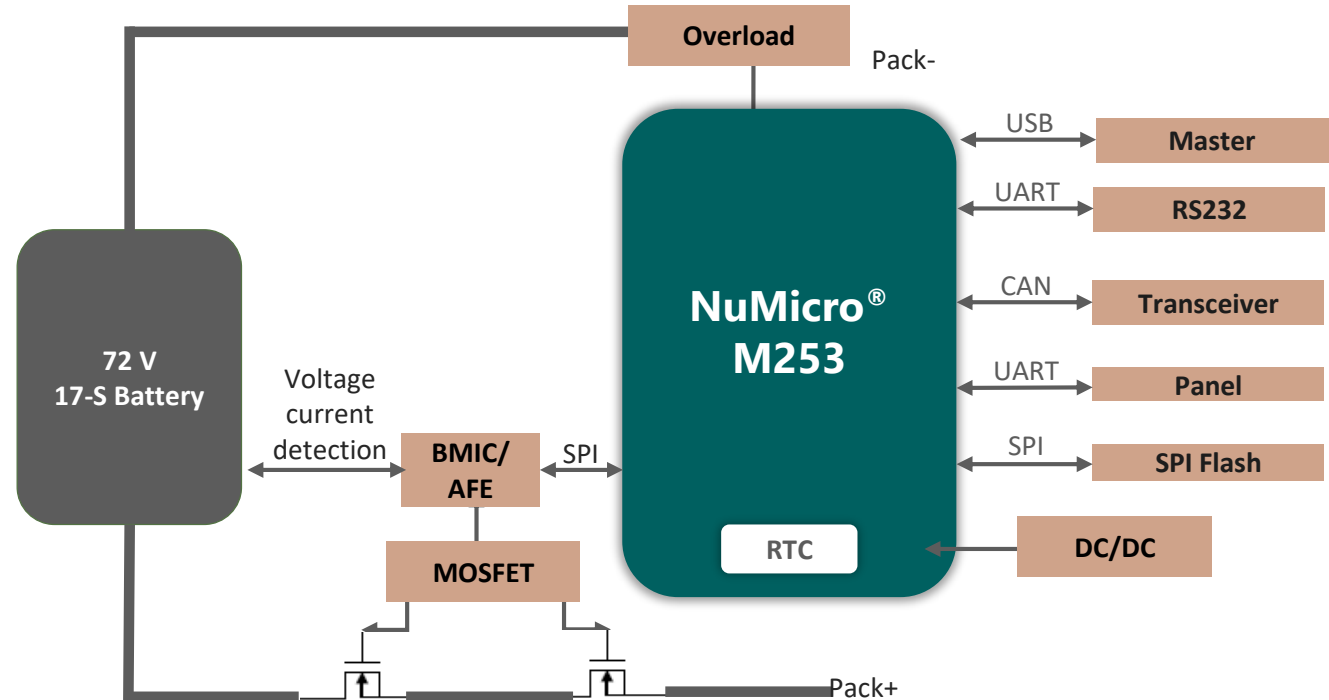 Overload
Pack-
USB
Master
UART
RS232
NuMicro®
M253
CAN
Transceiver
72 V
17-S Battery
Voltage
current
detection
UART
Panel
BMIC/
AFE
SPI
SPI
SPI Flash
RTC
DC/DC
MOSFET
Pack+